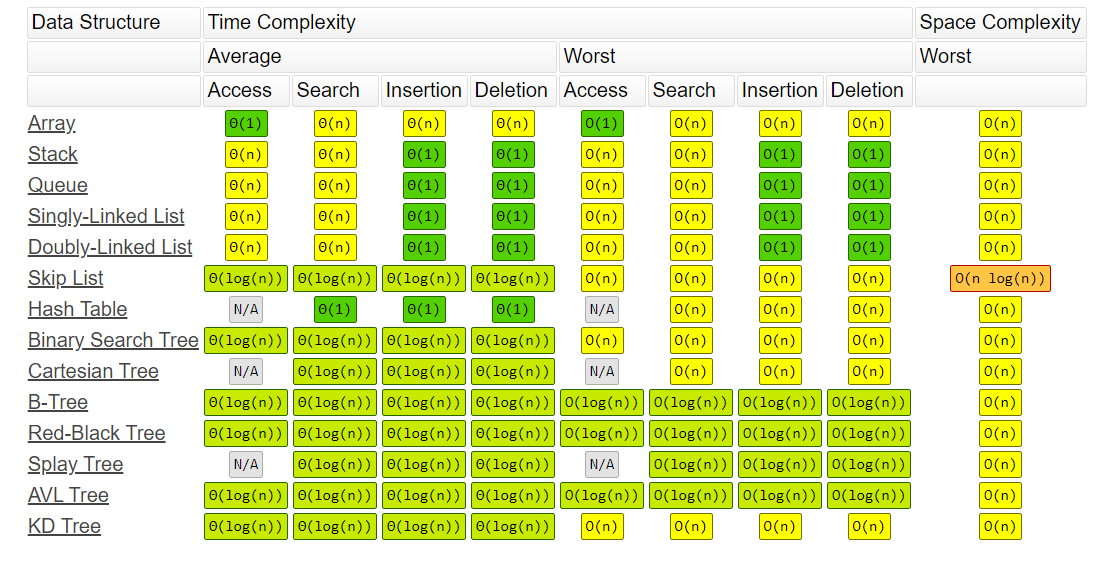 Data Structure Time Complexity Space Complexity
Average Worst Worst
Access Search Insertion Deletion Access Search Insertion Deletion
Array Θ(1) Θ(n) Θ(n) Θ(n) O(1) O(n) O(n) O(n) O(n)
Stack Θ(n) Θ(n) Θ(1) Θ(1) O(n) O(n) O(1) O(1) O(n)
Queue Θ(n) Θ(n) Θ(1) Θ(1) O(n) O(n) O(1) O(1) O(n)
Singly-Linked List Θ(n) Θ(n) Θ(1) Θ(1) O(n) O(n) O(1) O(1) O(n)
Doubly-Linked List Θ(n) Θ(n) Θ(1) Θ(1) O(n) O(n) O(1) O(1) O(n)
Skip List Θ(log(n)) Θ(log(n)) Θ(log(n)) Θ(log(n)) O(n) O(n) O(n) O(n) O(n log(n))
Hash Table N/A Θ(1) Θ(1) Θ(1) N/A O(n) O(n) O(n) O(n)
Binary Search Tree Θ(log(n)) Θ(log(n)) Θ(log(n)) Θ(log(n)) O(n) O(n) O(n) O(n) O(n)
Cartesian Tree N/A Θ(log(n)) Θ(log(n)) Θ(log(n)) N/A O(n) O(n) O(n) O(n)
B-Tree Θ(log(n)) Θ(log(n)) Θ(log(n)) Θ(log(n)) O(log(n)) O(log(n)) O(log(n)) O(log(n)) O(n)
Red-Black Tree Θ(log(n)) Θ(log(n)) Θ(log(n)) Θ(log(n)) O(log(n)) O(log(n)) O(log(n)) O(log(n)) O(n)
Splay Tree N/A Θ(log(n)) Θ(log(n)) Θ(log(n)) N/A O(log(n)) O(log(n)) O(log(n)) O(n)
AVL Tree Θ(log(n)) Θ(log(n)) Θ(log(n)) Θ(log(n)) O(log(n)) O(log(n)) O(log(n)) O(log(n)) O(n)
KD Tree Θ(log(n)) Θ(log(n)) Θ(log(n)) Θ(log(n)) O(n) O(n) O(n) O(n) O(n)